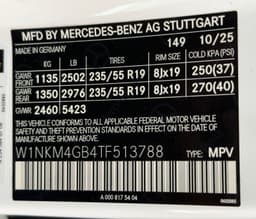 MFD BY MERCEDES-BENZ AG STUTTGART
MADE IN GERMANY 149 10/25
KG LB TIRES RIM SIZE COLD KPA(PSI)
GAWR FRONT 1135 2502 235/55 R19 8Jx19 250(37)
GAWR REAR 1350 2976 235/55 R19 8Jx19 270(40)
GVWR 2460 5423
THIS VEHICLE CONFORMS TO ALL APPLICABLE FEDERAL MOTOR VEHICLE
SAFETY STANDARDS IN EFFECT ON THE DATE OF MANUFACTURE SHOWN ABOVE.
W1NKM4GB4TF513788 TYPE: MPV
A 000 817 54 04